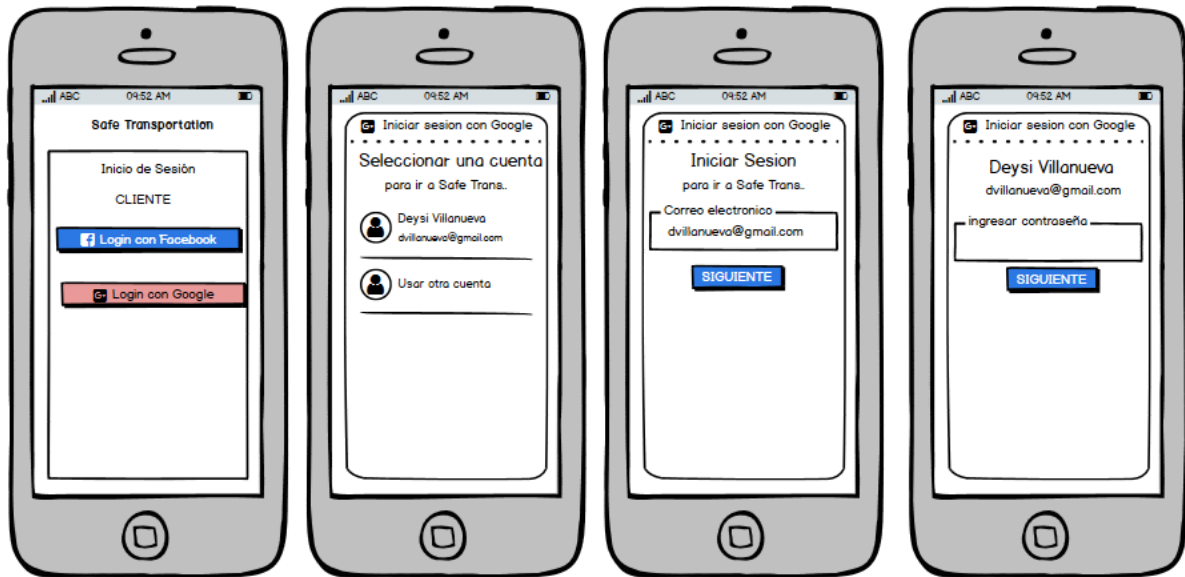 ABC 09:52 AM
Safe Transportation
Inicio de Sesión
CLIENTE
Login con Facebook
G+ Login con Google
ABC 09:52 AM
G+ Iniciar sesion con Google
Seleccionar una cuenta
para ir a Safe Trans..
Deysi Villanueva
dvillanueva@gmail.com
Usar otra cuenta
ABC 09:52 AM
G+ Iniciar sesion con Google
Iniciar Sesion
para ir a Safe Trans..
Correo electronico
dvillanueva@gmail.com
SIGUIENTE
ABC 09:52 AM
G+ Iniciar sesion con Google
Deysi Villanueva
dvillanueva@gmail.com
ingresar contraseña
SIGUIENTE